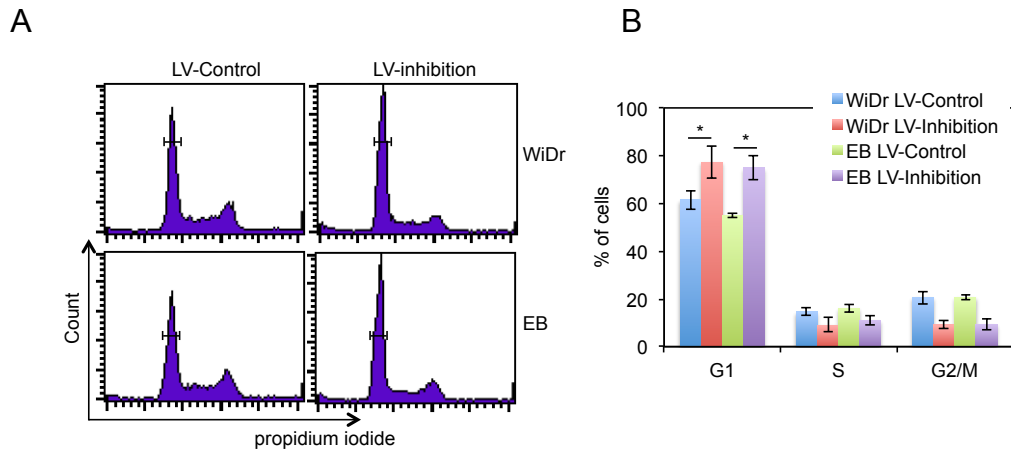 A
LV-Control
LV-inhibition
WiDr
EB
Count
propidium iodide
B
WiDr LV-Control
WiDr LV-Inhibition
EB LV-Control
EB LV-Inhibition
% of cells
100
80
60
40
20
0
* *
G1 S G2/M